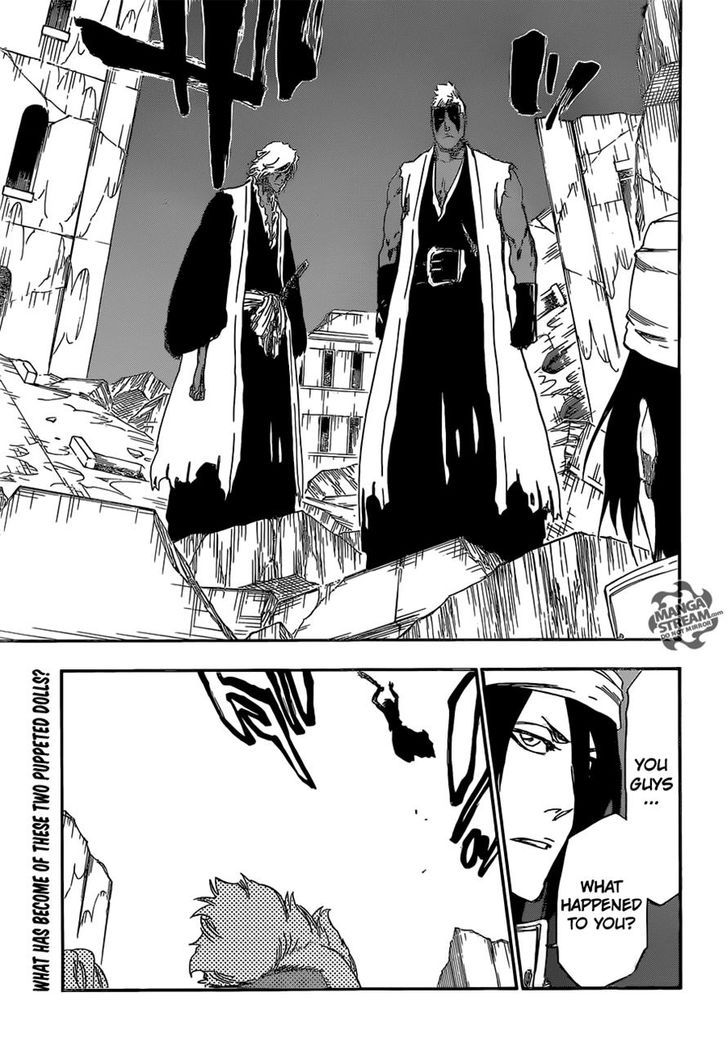 MANGA
STREAM.com
DO NOT MIRROR
YOU
GUYS
...
WHAT
HAPPENED
TO YOU?
WHAT HAS BECOME OF THESE TWO PUPPETED DOLLS?